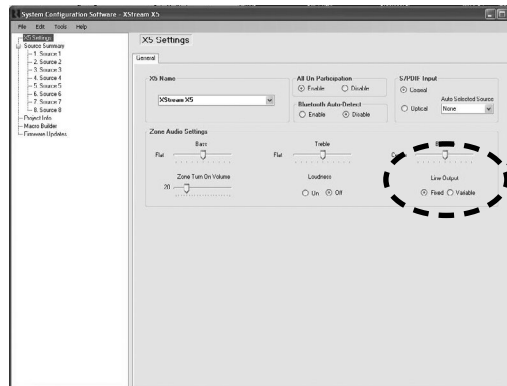 System Configuration Software - XStream X5
File Edit Tools Help
X5 Settings
Source Summary
1. Source 1
2. Source 2
3. Source 3
4. Source 4
5. Source 5
6. Source 6
7. Source 7
8. Source 8
Project Info
Macro Builder
Firmware Updates
X5 Settings
General
X5 Name
XStream X5
All On Participation
Enable Disable
Bluetooth Auto-Detect
Enable Disable
S/PDIF Input
Coaxial
Optical
Auto Selected Source
None
Zone Audio Settings
Bass
Flat
Treble
Flat
Zone Turn On Volume
20
Loudness
On Off
Line Output
Fixed Variable